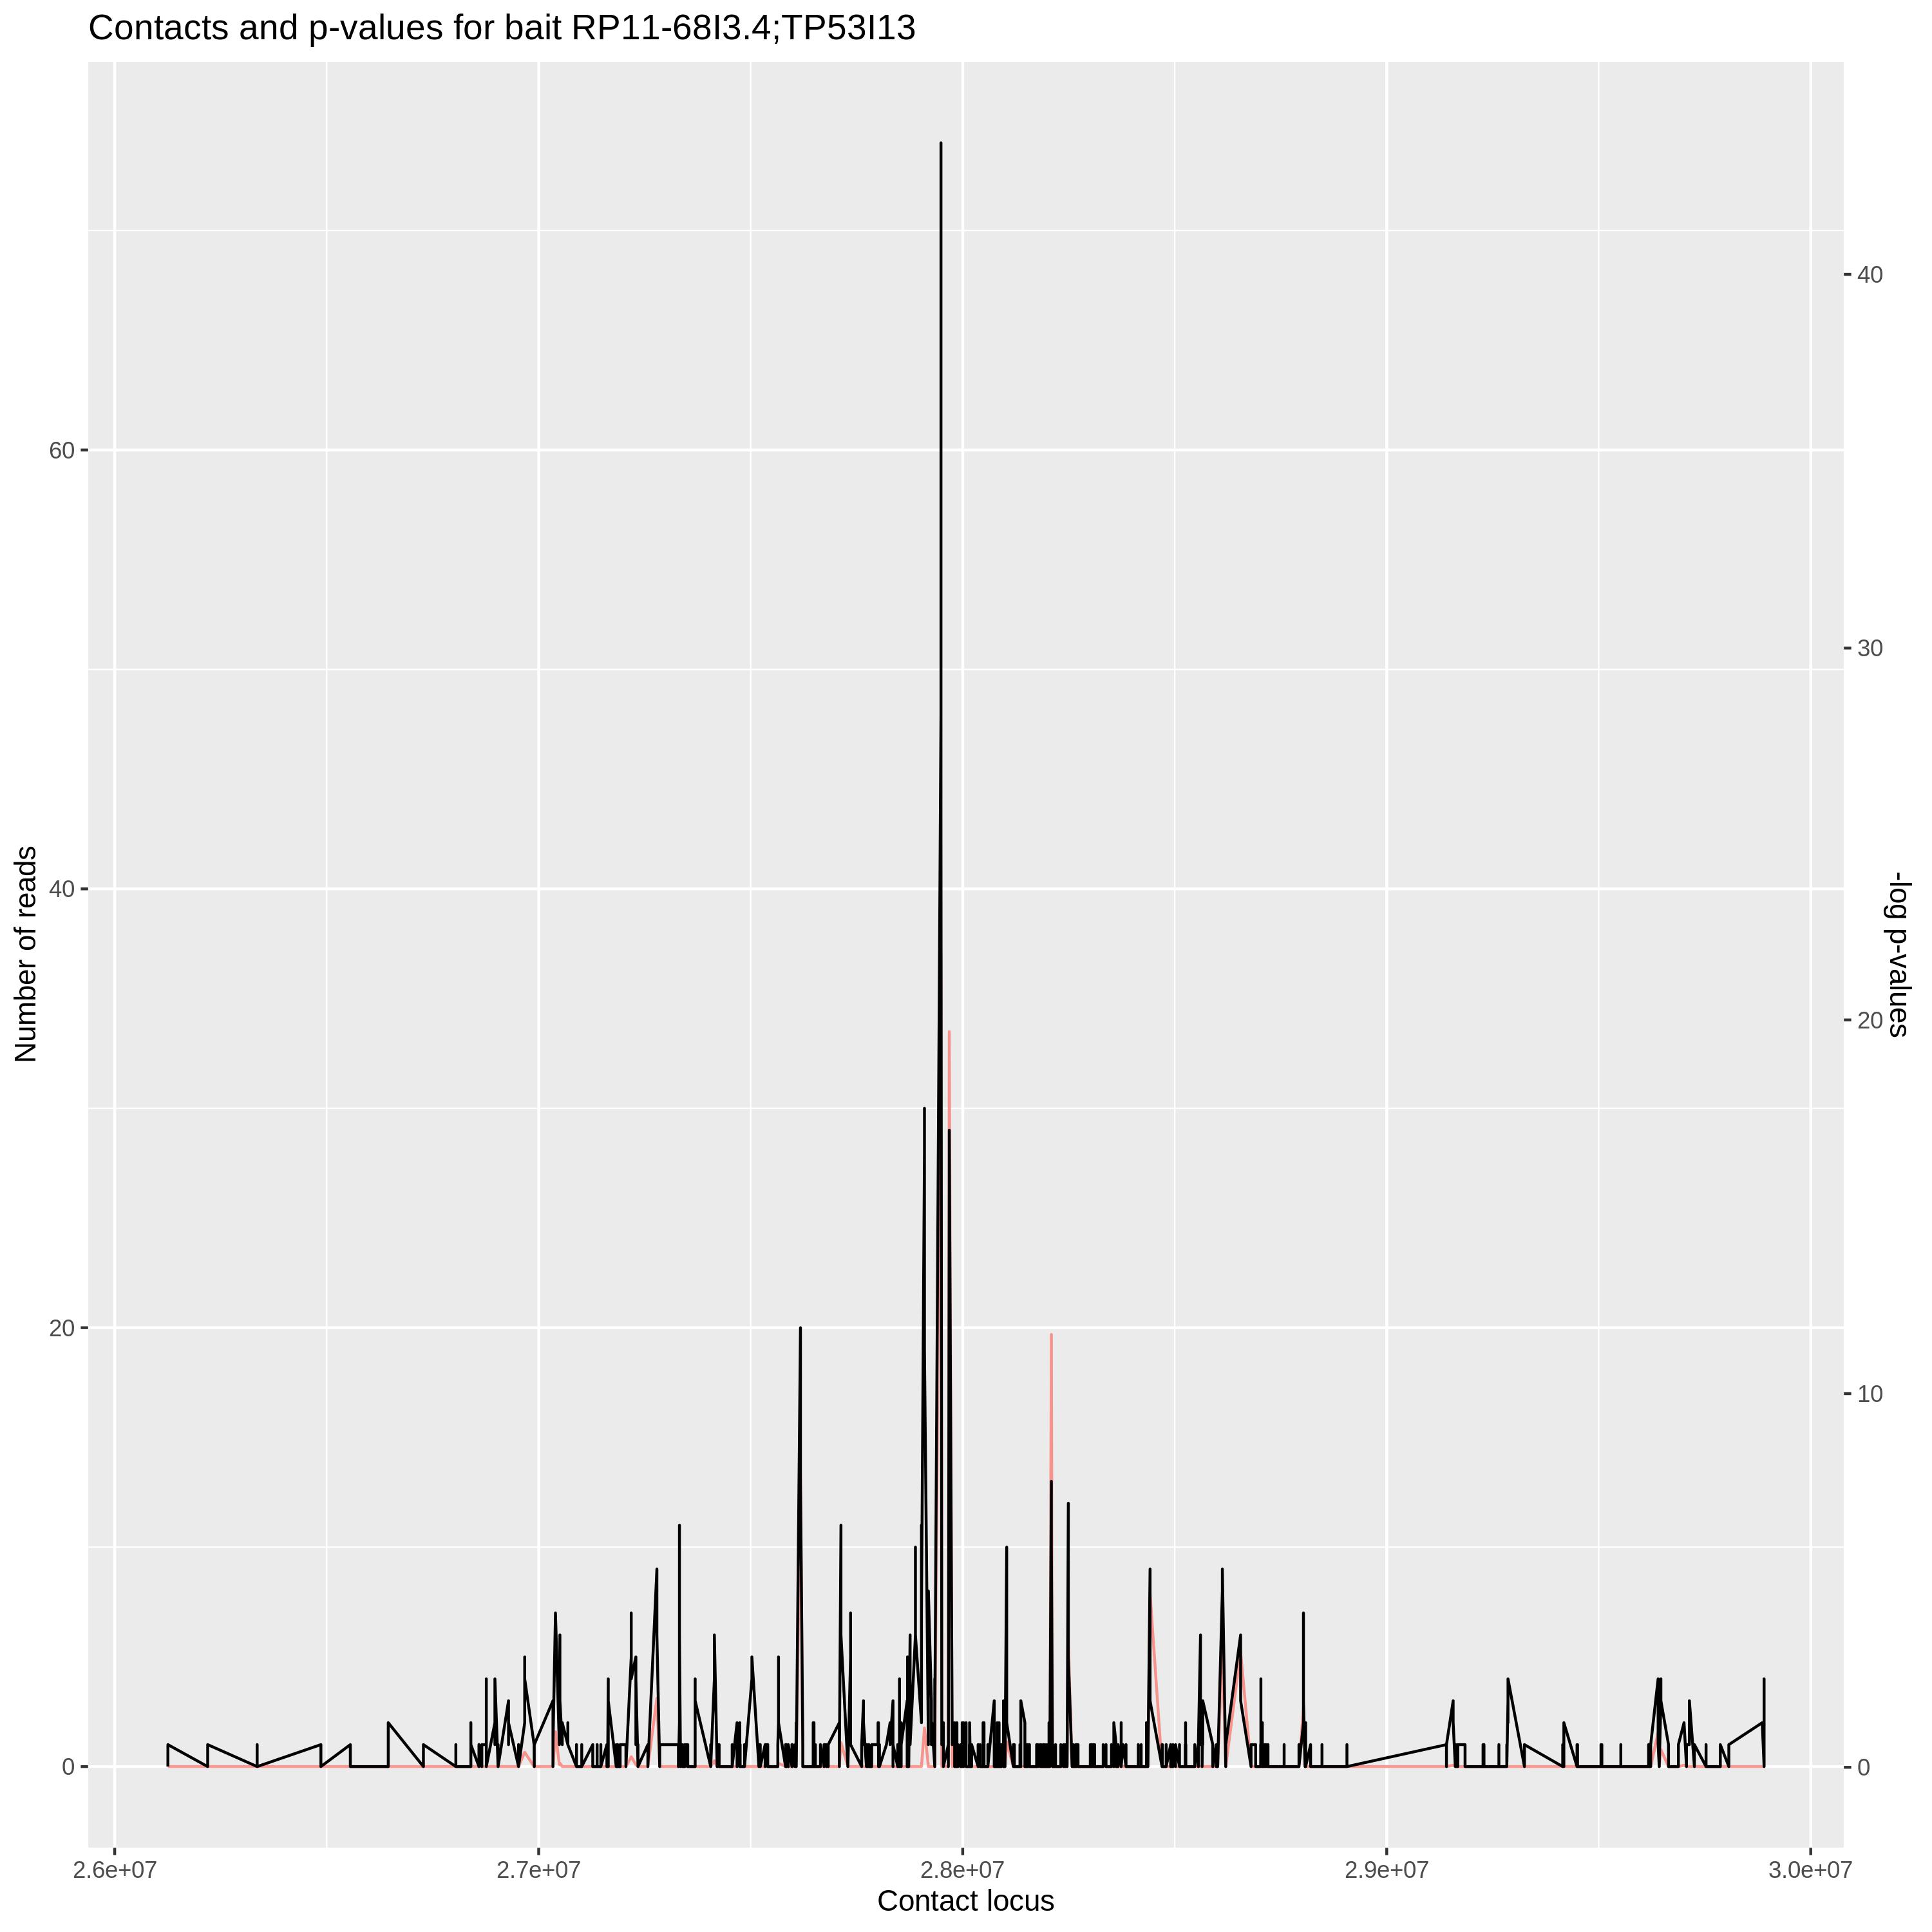 Contacts and p-values for bait RP11-68I3.4;TP53I13
Number of reads
60
40
20
0
40
30
20
10
0
-log p-values
2.6e+07 2.7e+07 2.8e+07 2.9e+07 3.0e+07
Contact locus